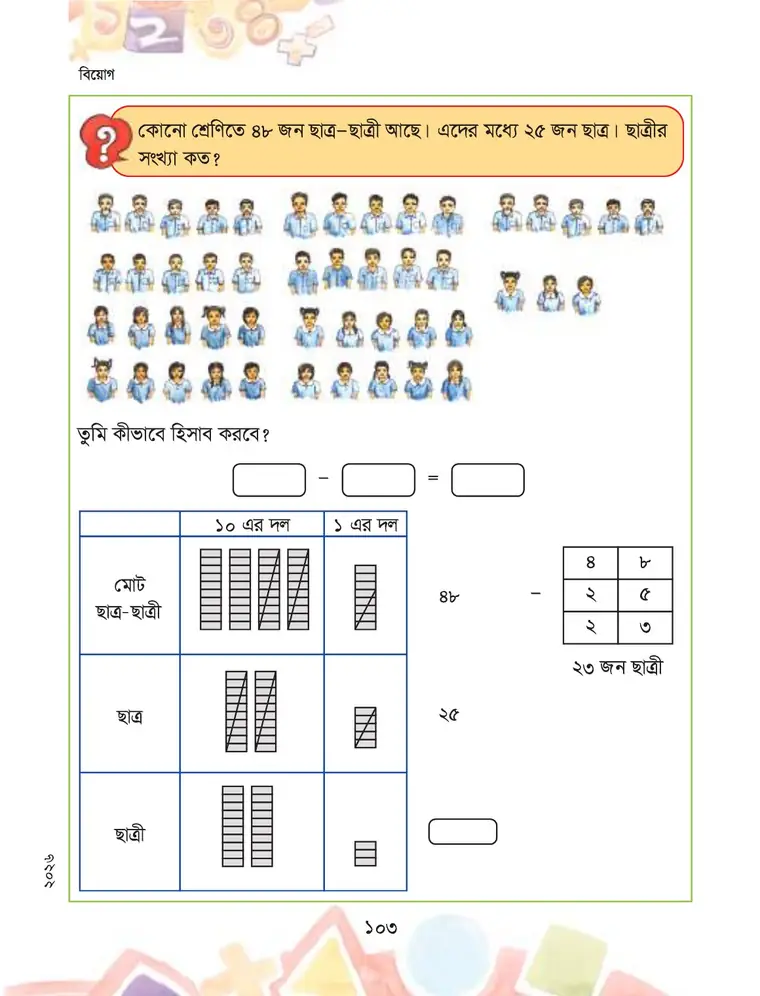 বিয়োগ
কোনো শ্রেণিতে ৪৮ জন ছাত্র-ছাত্রী আছে। এদের মধ্যে ২৫ জন ছাত্র। ছাত্রীর
সংখ্যা কত?
তুমি কীভাবে হিসাব করবে?
– =
১০ এর দল ১ এর দল
মোট
ছাত্র-ছাত্রী
৪৮
– ৪ ৮
২ ৫
২ ৩
২৩ জন ছাত্রী
ছাত্র
২৫
ছাত্রী
২০২৬
১০৩